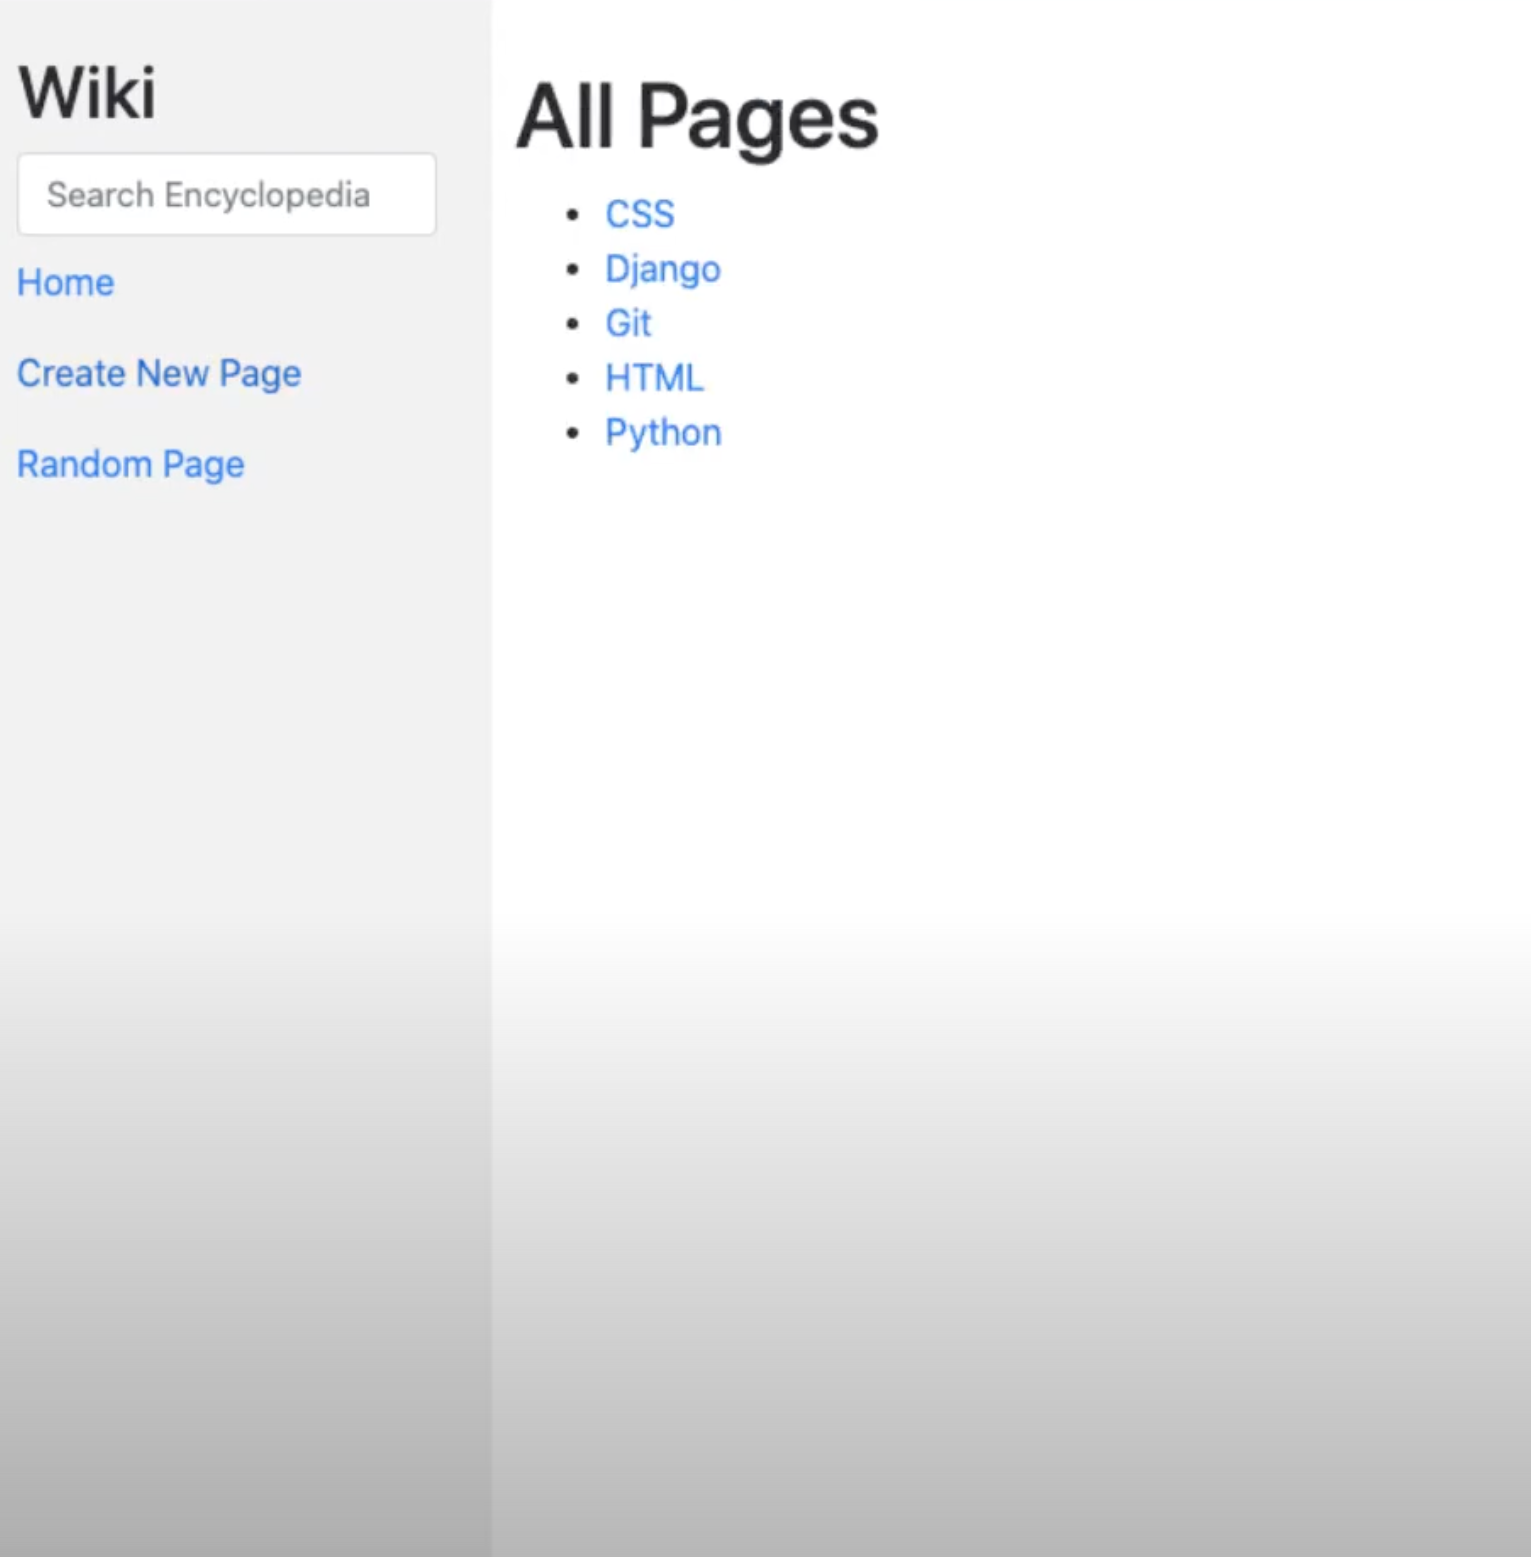 Wiki
Search Encyclopedia
Home
Create New Page
Random Page
All Pages
CSS
Django
Git
HTML
Python